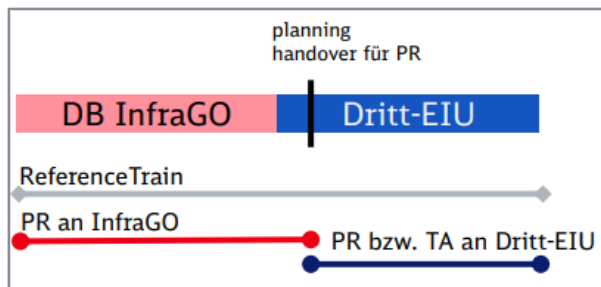 planning
handover für PR
DB InfraGO
Dritt-EIU
ReferenceTrain
PR an InfraGO
PR bzw. TA an Dritt-EIU